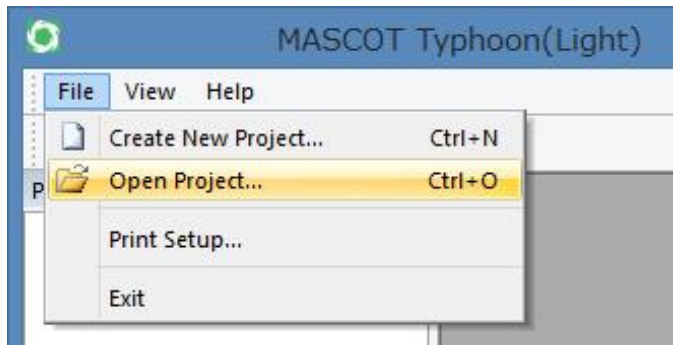 MASCOT Typhoon(Light)
File View Help
Create New Project... Ctrl+N
P
Open Project... Ctrl+O
Print Setup...
Exit